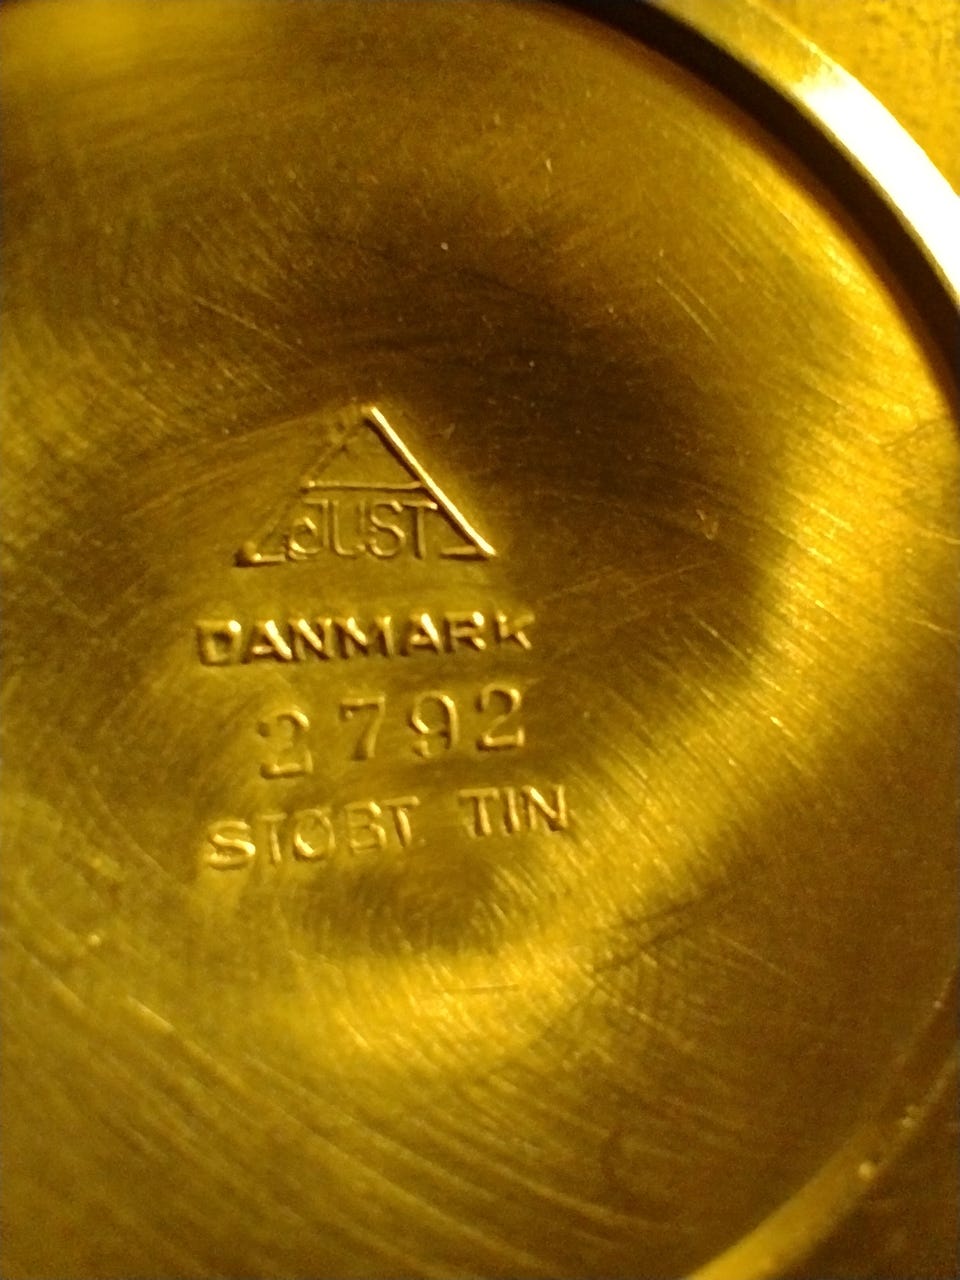 JUST
DANMARK
2792
STØBT TIN